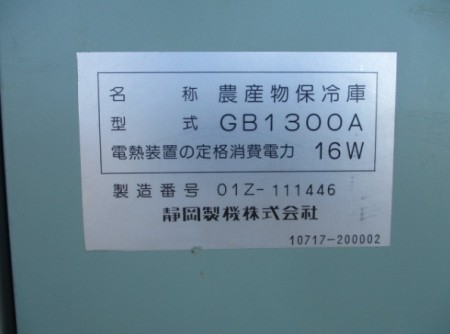 名称 農産物保冷庫
型式 GB1300A
電熱装置の定格消費電力 16W
製造番号 01Z-111446
静岡製機株式会社
10717-200002